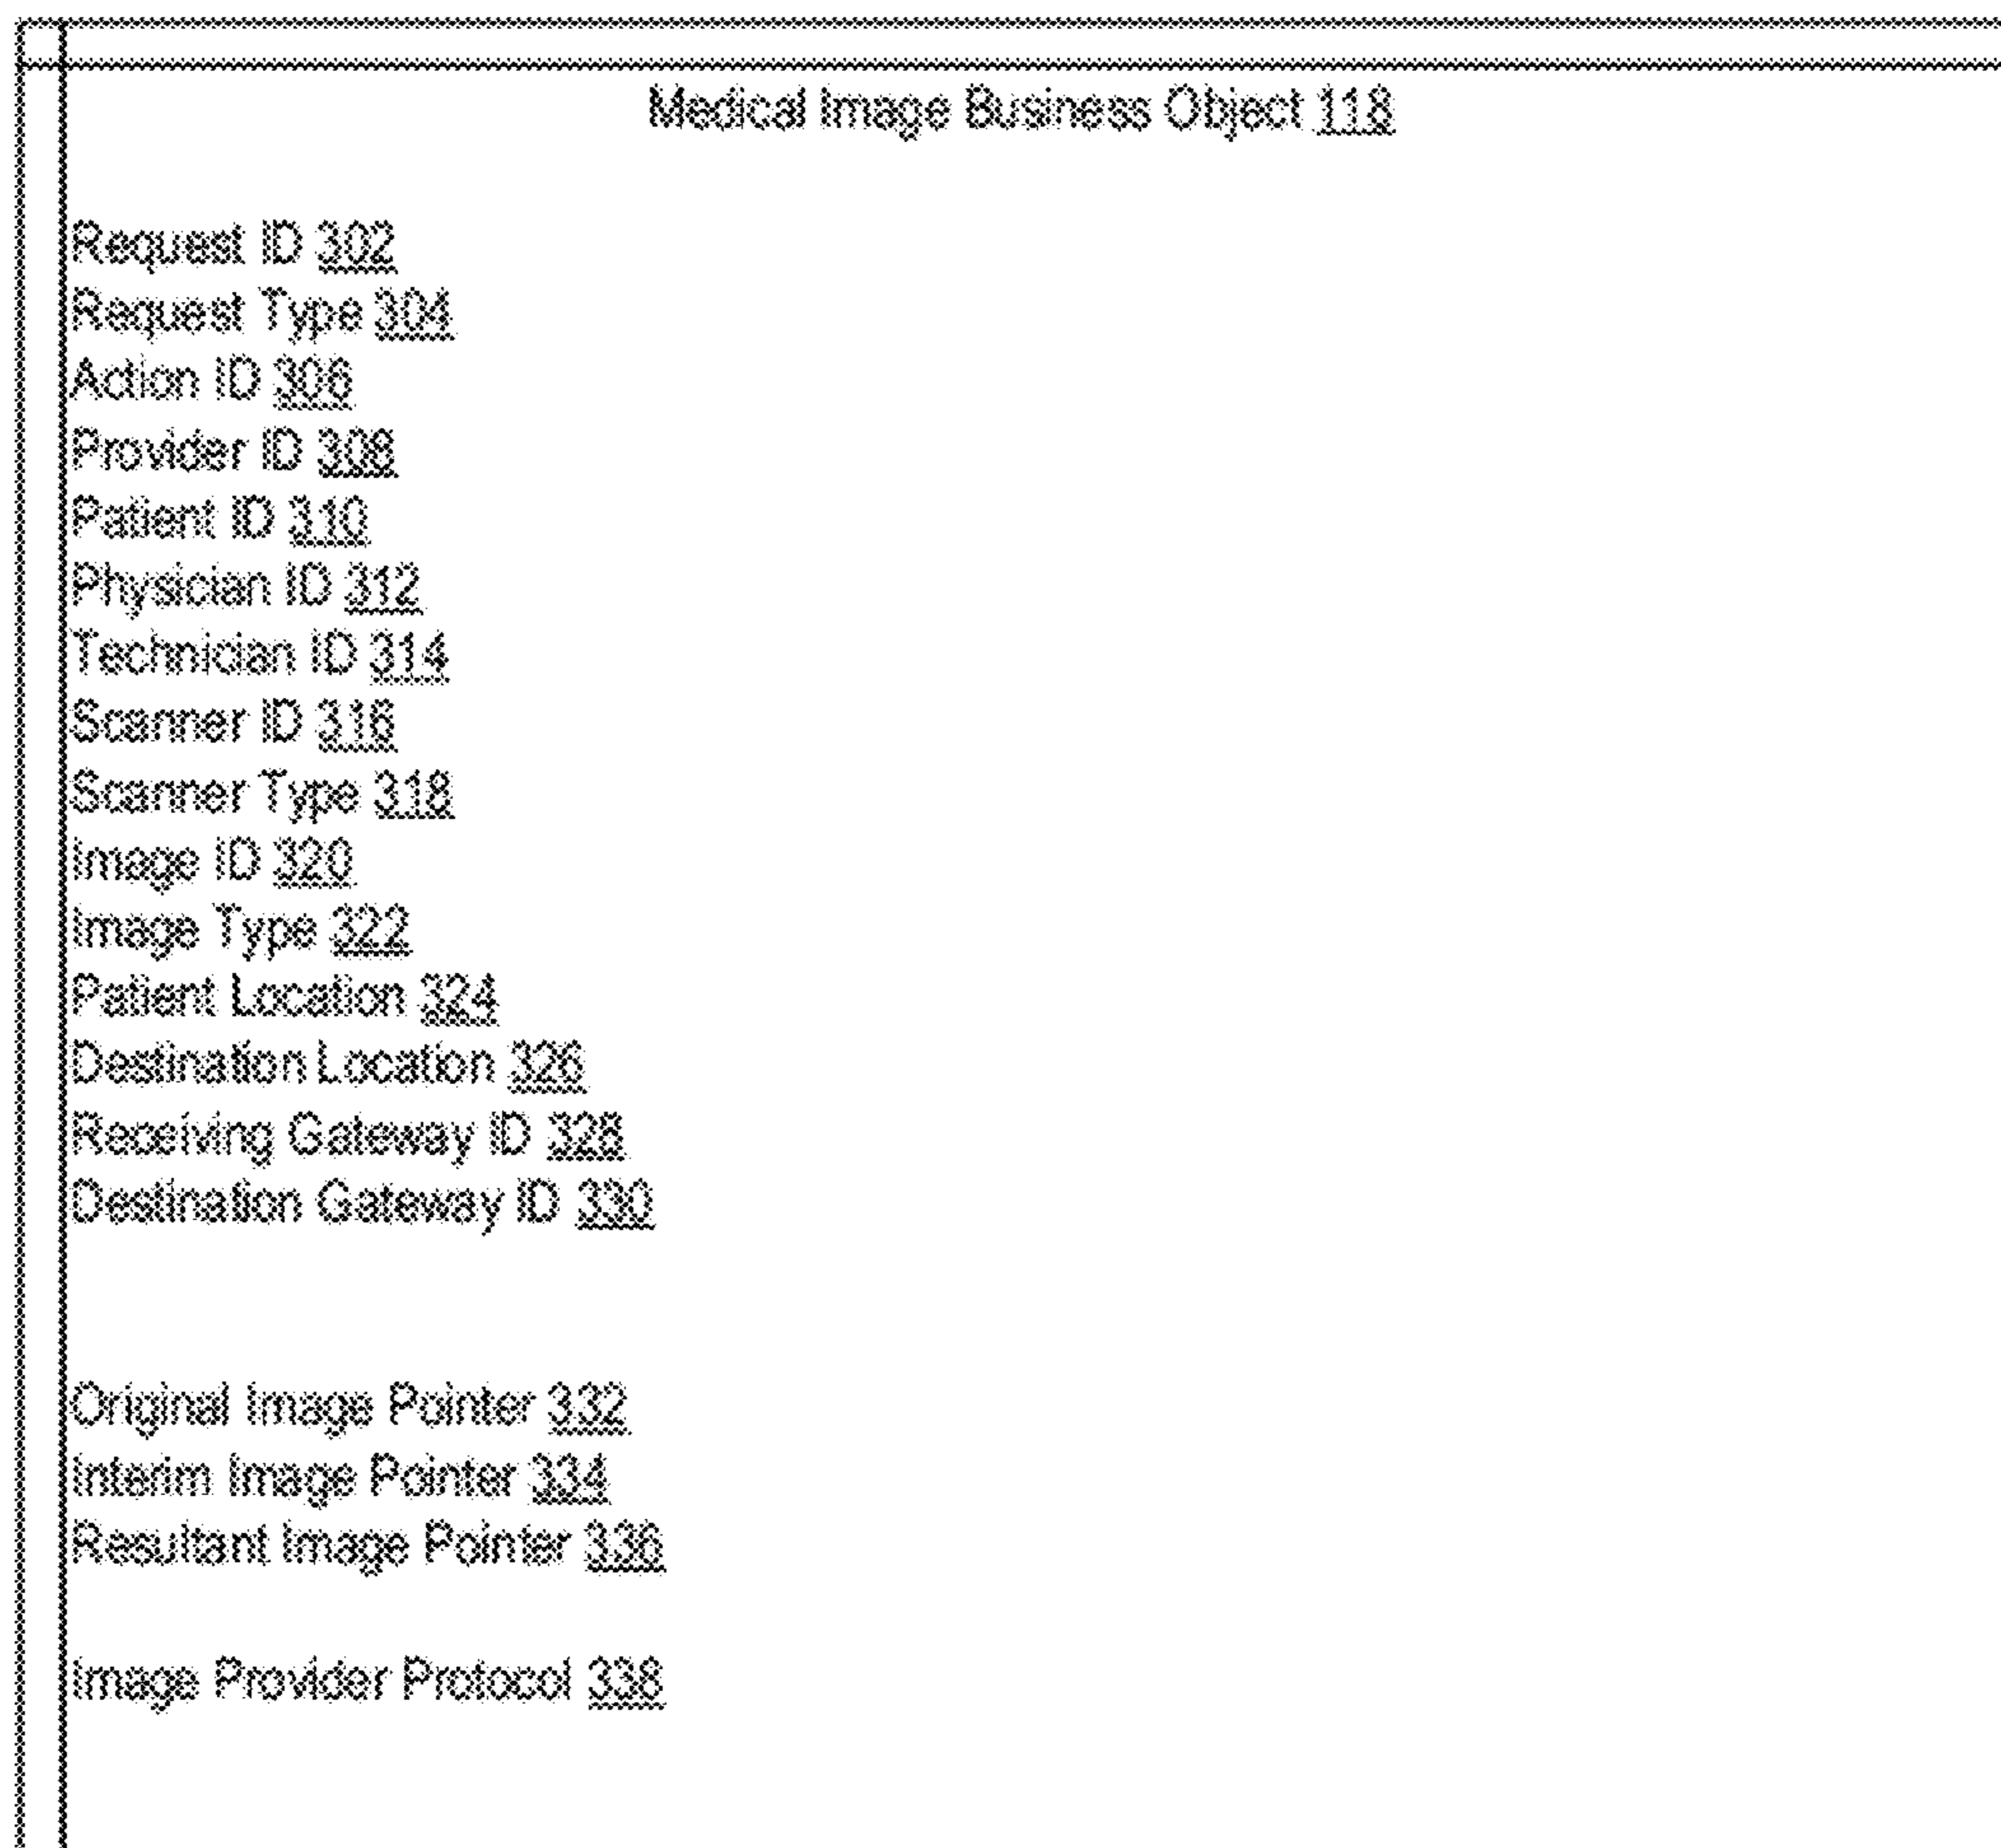 Medical Image Business Object 118
Request ID 302
Request Type 304
Action ID 306
Provider ID 308
Patient ID 310
Physician ID 312
Technician ID 314
Scanner ID 316
Scanner Type 318
Image ID 320
Image Type 322
Patient Location 324
Destination Location 326
Receiving Gateway ID 328
Destination Gateway ID 330
Original Image Pointer 332
Interim Image Pointer 334
Resultant Image Pointer 336
Image Provider Protocol 338